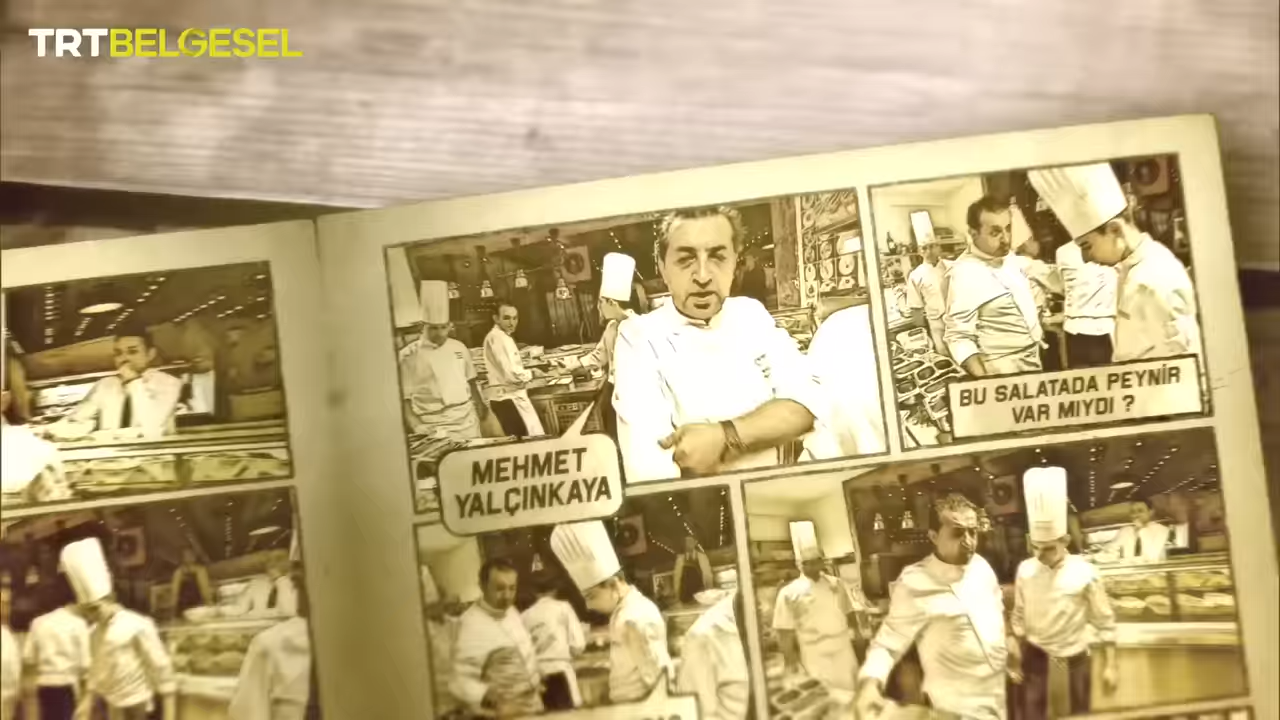 TRTBELGESEL
MEHMET
YALÇINKAYA
BU SALATADA PEYNİR
VAR MIYDI ?